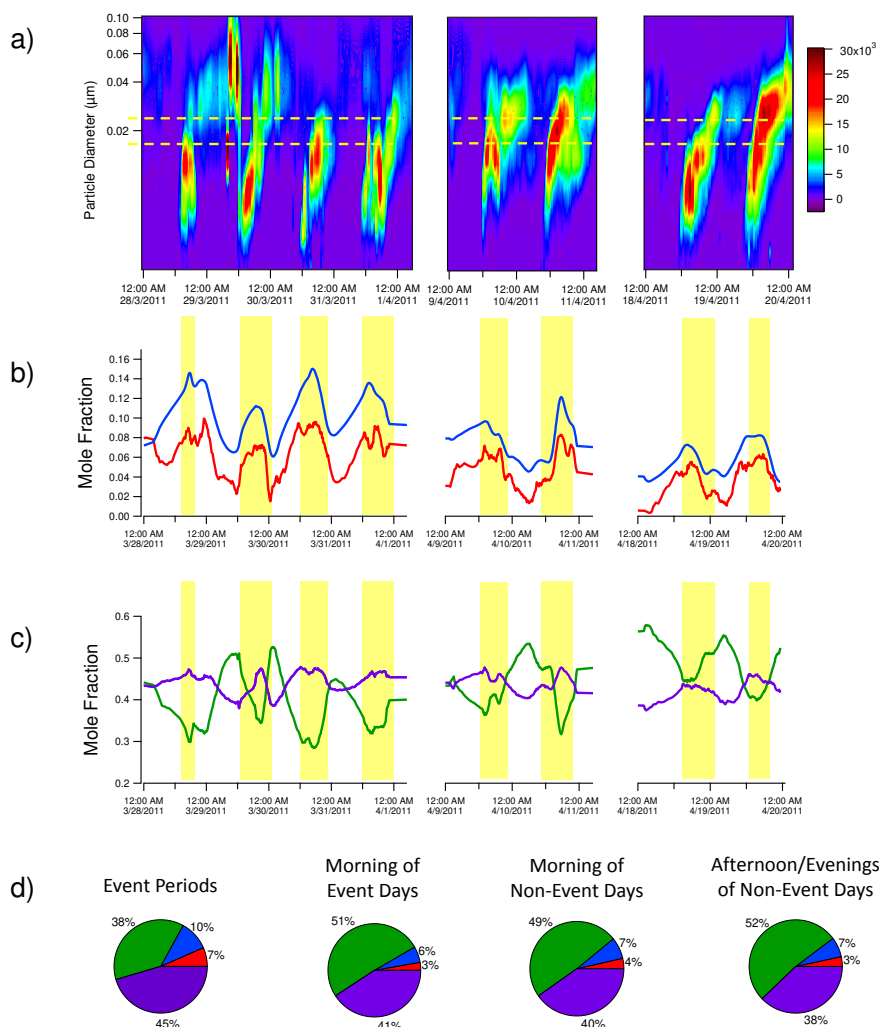 a)
Particle Diameter (µm)
0.10
0.08
0.06
0.04
0.02
30x10³
25
20
15
10
5
0
12:00 AM 12:00 AM 12:00 AM 12:00 AM 12:00 AM
28/3/2011 29/3/2011 30/3/2011 31/3/2011 1/4/2011
12:00 AM 12:00 AM 12:00 AM
9/4/2011 10/4/2011 11/4/2011
12:00 AM 12:00 AM 12:00 AM
18/4/2011 19/4/2011 20/4/2011
b)
Mole Fraction
0.16
0.14
0.12
0.10
0.08
0.06
0.04
0.02
0.00
12:00 AM 12:00 AM 12:00 AM 12:00 AM 12:00 AM
3/28/2011 3/29/2011 3/30/2011 3/31/2011 4/1/2011
12:00 AM 12:00 AM 12:00 AM
4/9/2011 4/10/2011 4/11/2011
12:00 AM 12:00 AM 12:00 AM
4/18/2011 4/19/2011 4/20/2011
c)
Mole Fraction
0.6
0.5
0.4
0.3
0.2
12:00 AM 12:00 AM 12:00 AM 12:00 AM 12:00 AM
3/28/2011 3/29/2011 3/30/2011 3/31/2011 4/1/2011
12:00 AM 12:00 AM 12:00 AM
4/9/2011 4/10/2011 4/11/2011
12:00 AM 12:00 AM 12:00 AM
4/18/2011 4/19/2011 4/20/2011
d)
Event Periods
38%
10%
7%
45%
Morning of
Event Days
51%
6%
3%
41%
Morning of
Non-Event Days
49%
7%
4%
40%
Afternoon/Evenings
of Non-Event Days
52%
7%
3%
38%